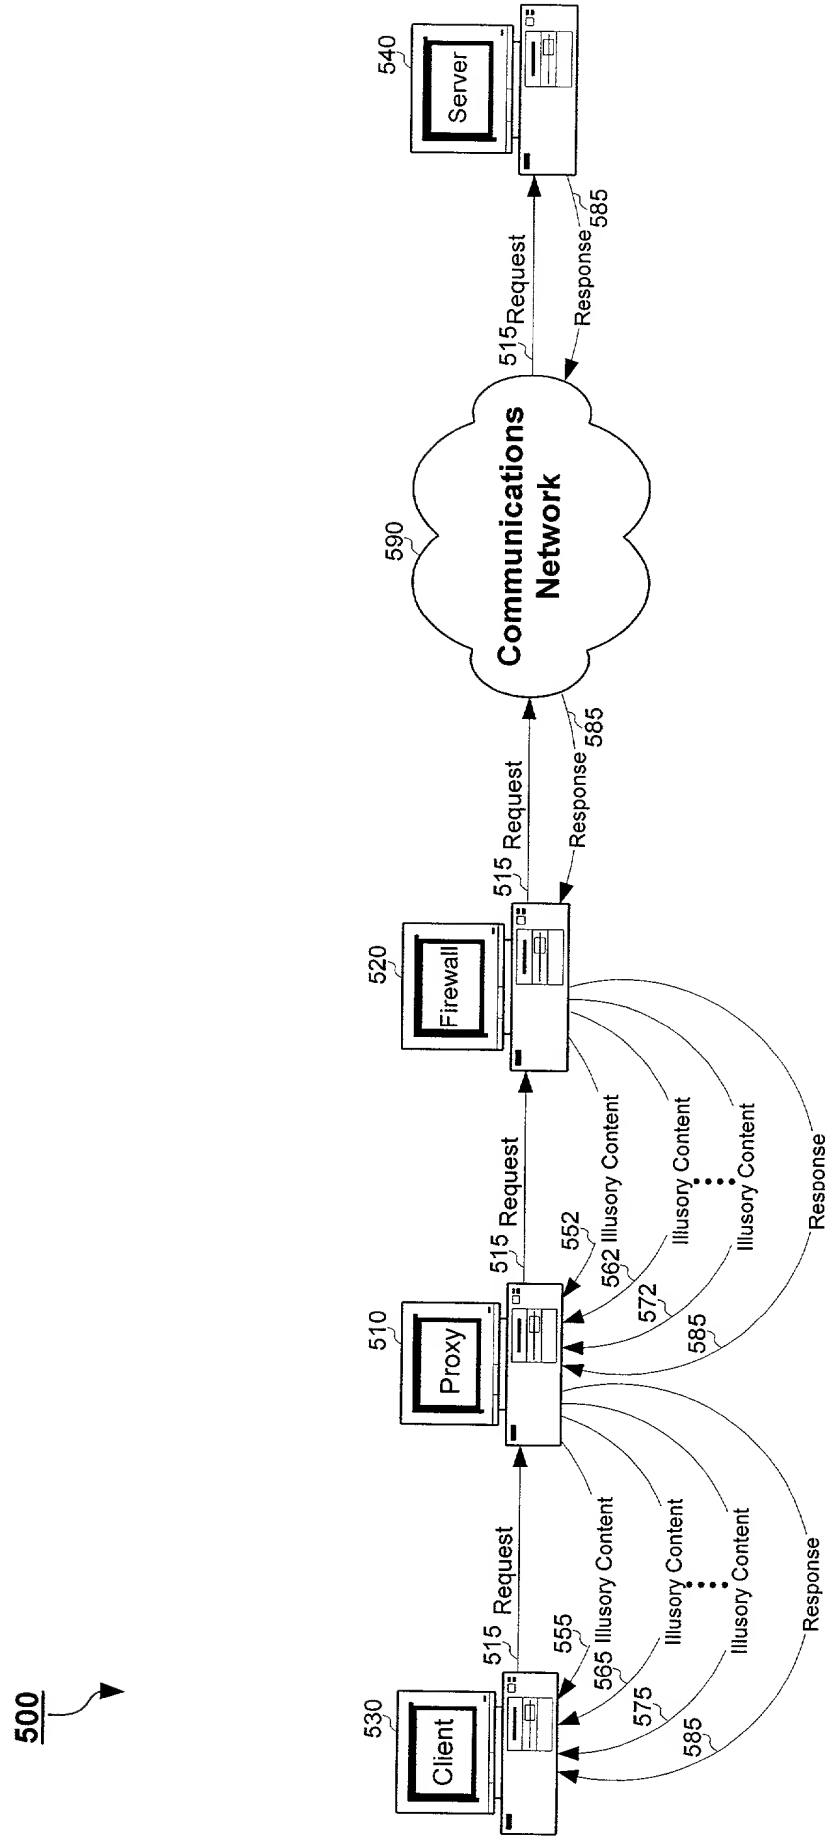 500
530
Client
515
Request
555
Illusory Content
565
Illusory Content
575
Illusory Content
585
Response
510
Proxy
515
Request
552
Illusory Content
562
Illusory Content
572
Illusory Content
585
Response
520
Firewall
515
Request
Response
585
590
Communications
Network
515
Request
Response
585
540
Server